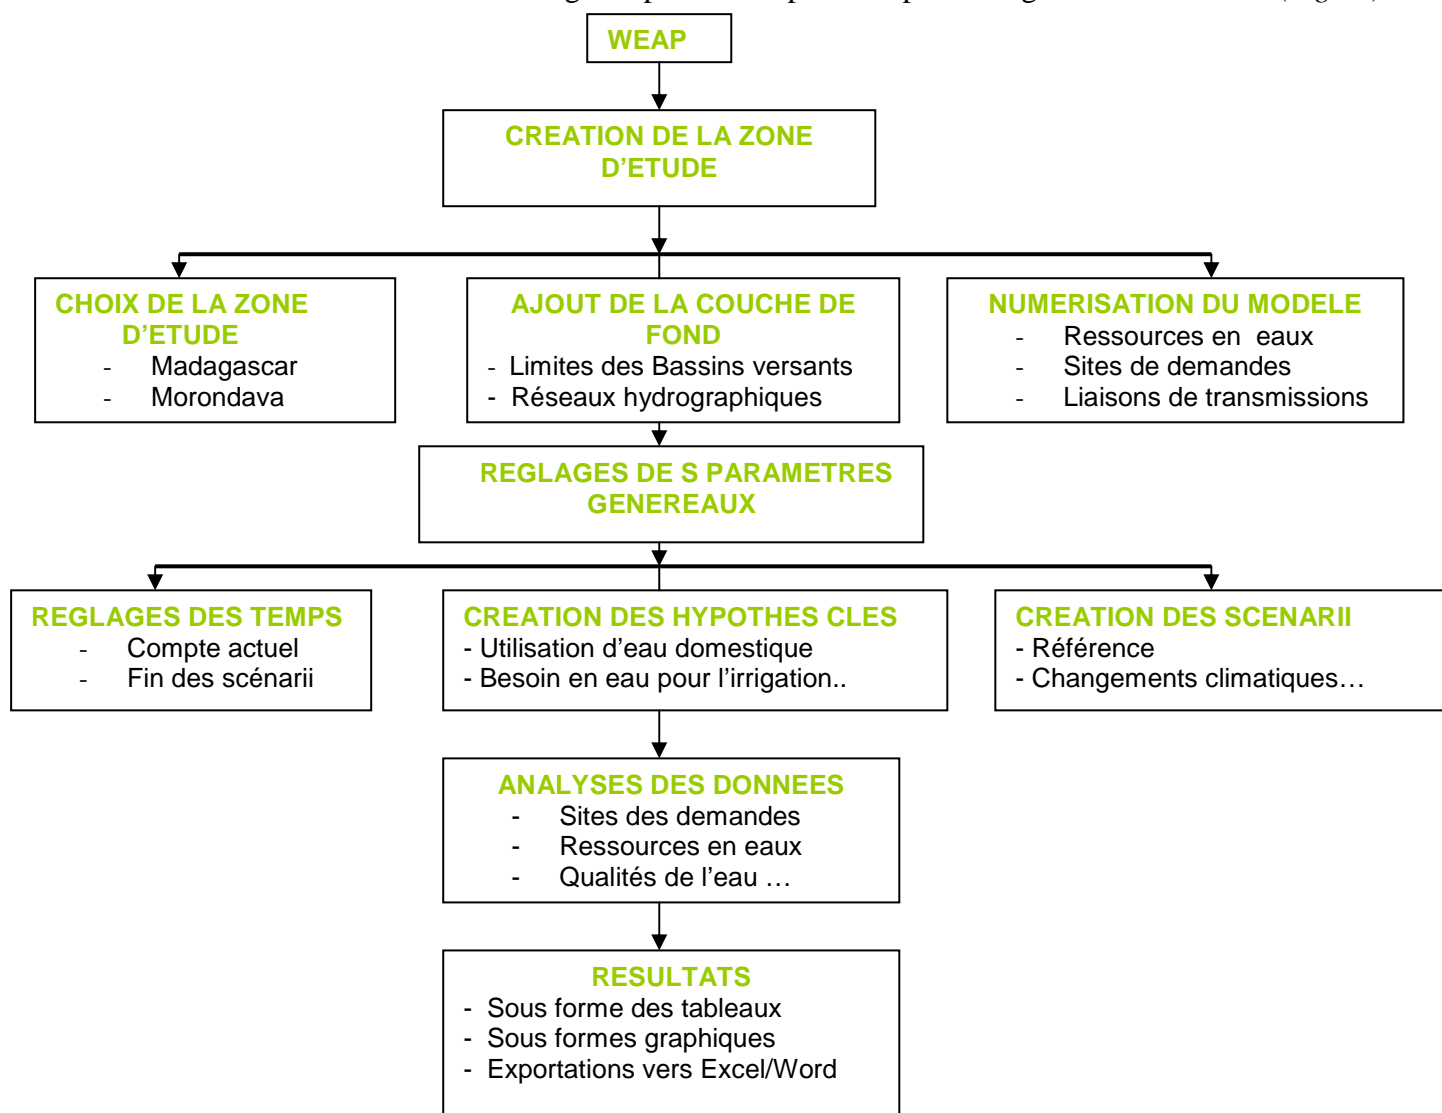 WEAP
CREATION DE LA ZONE
D’ETUDE
CHOIX DE LA ZONE
D’ETUDE
- Madagascar
- Morondava
AJOUT DE LA COUCHE DE
FOND
- Limites des Bassins versants
- Réseaux hydrographiques
NUMERISATION DU MODELE
- Ressources en eaux
- Sites de demandes
- Liaisons de transmissions
REGLAGES DE S PARAMETRES
GENEREAUX
REGLAGES DES TEMPS
- Compte actuel
- Fin des scénarii
CREATION DES HYPOTHES CLES
- Utilisation d’eau domestique
- Besoin en eau pour l’irrigation..
CREATION DES SCENARII
- Référence
- Changements climatiques…
ANALYSES DES DONNEES
- Sites des demandes
- Ressources en eaux
- Qualités de l’eau …
RESULTATS
- Sous forme des tableaux
- Sous formes graphiques
- Exportations vers Excel/Word